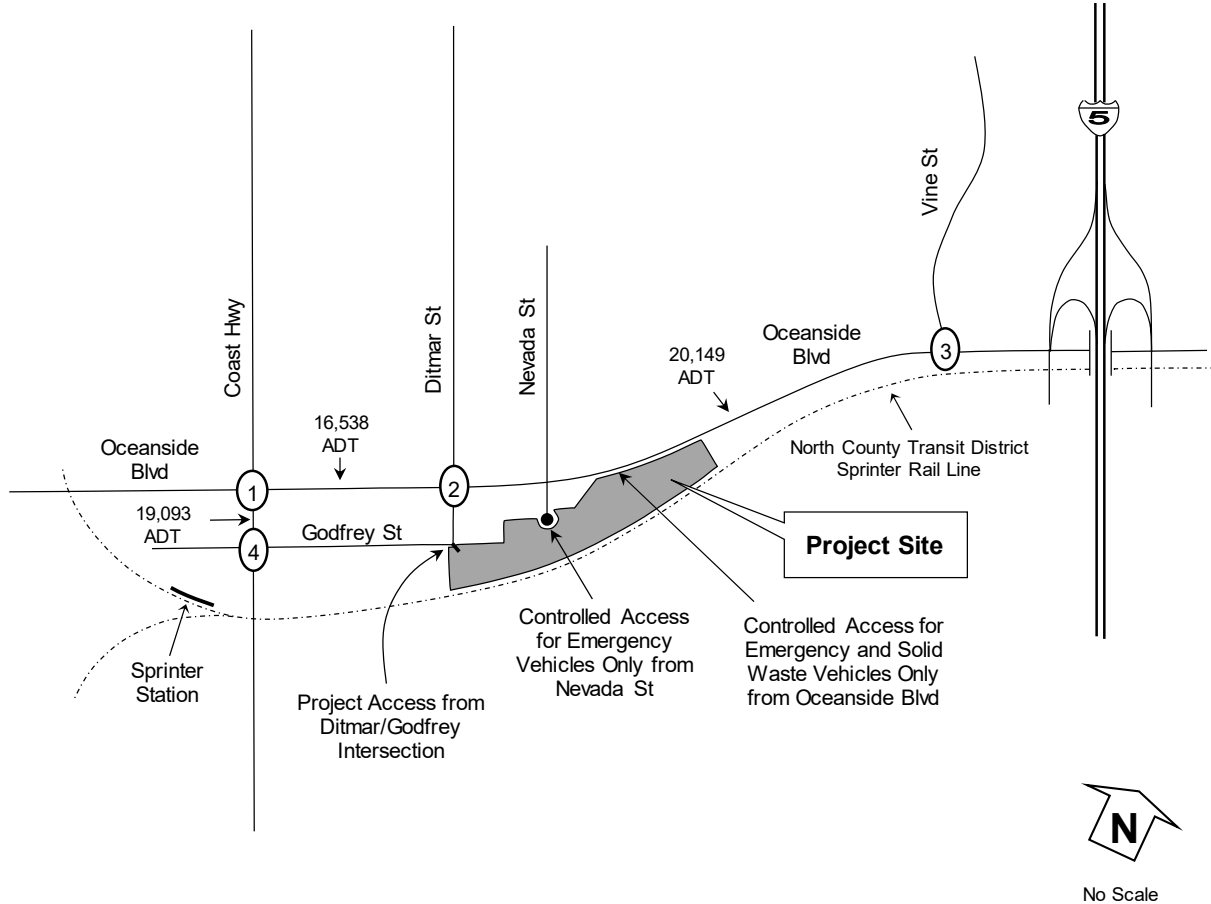 5
Vine St
Coast Hwy
Ditmar St
Nevada St
Oceanside
Blvd
3
20,149
ADT
16,538
ADT
Oceanside
Blvd
North County Transit District
Sprinter Rail Line
1
2
19,093
ADT
Godfrey St
4
Project Site
Sprinter
Station
Project Access from
Ditmar/Godfrey
Intersection
Controlled Access
for Emergency
Vehicles Only from
Nevada St
Controlled Access for
Emergency and Solid
Waste Vehicles Only
from Oceanside Blvd
N
No Scale